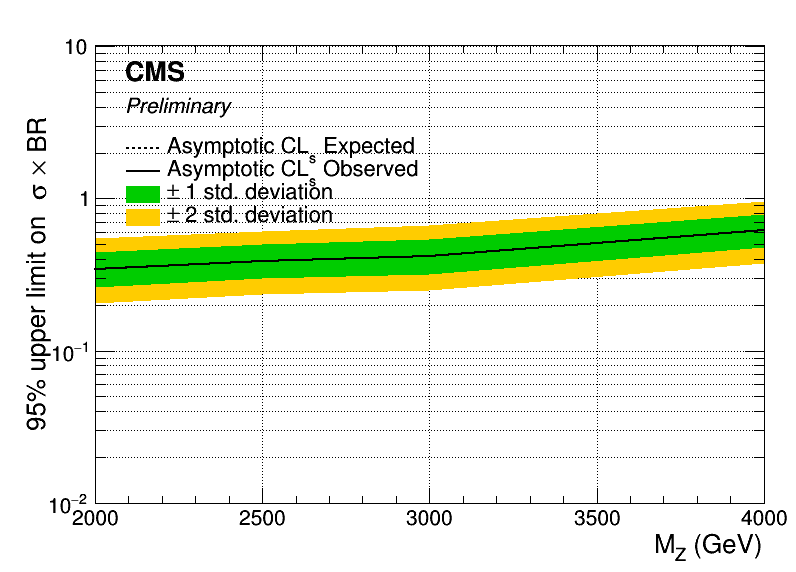 10
CMS
Preliminary
Asymptotic CLs Expected
Asymptotic CLs Observed
± 1 std. deviation
± 2 std. deviation
1
10⁻¹
10⁻²
95% upper limit on σ × BR
2000 2500 3000 3500 4000
M_Z (GeV)